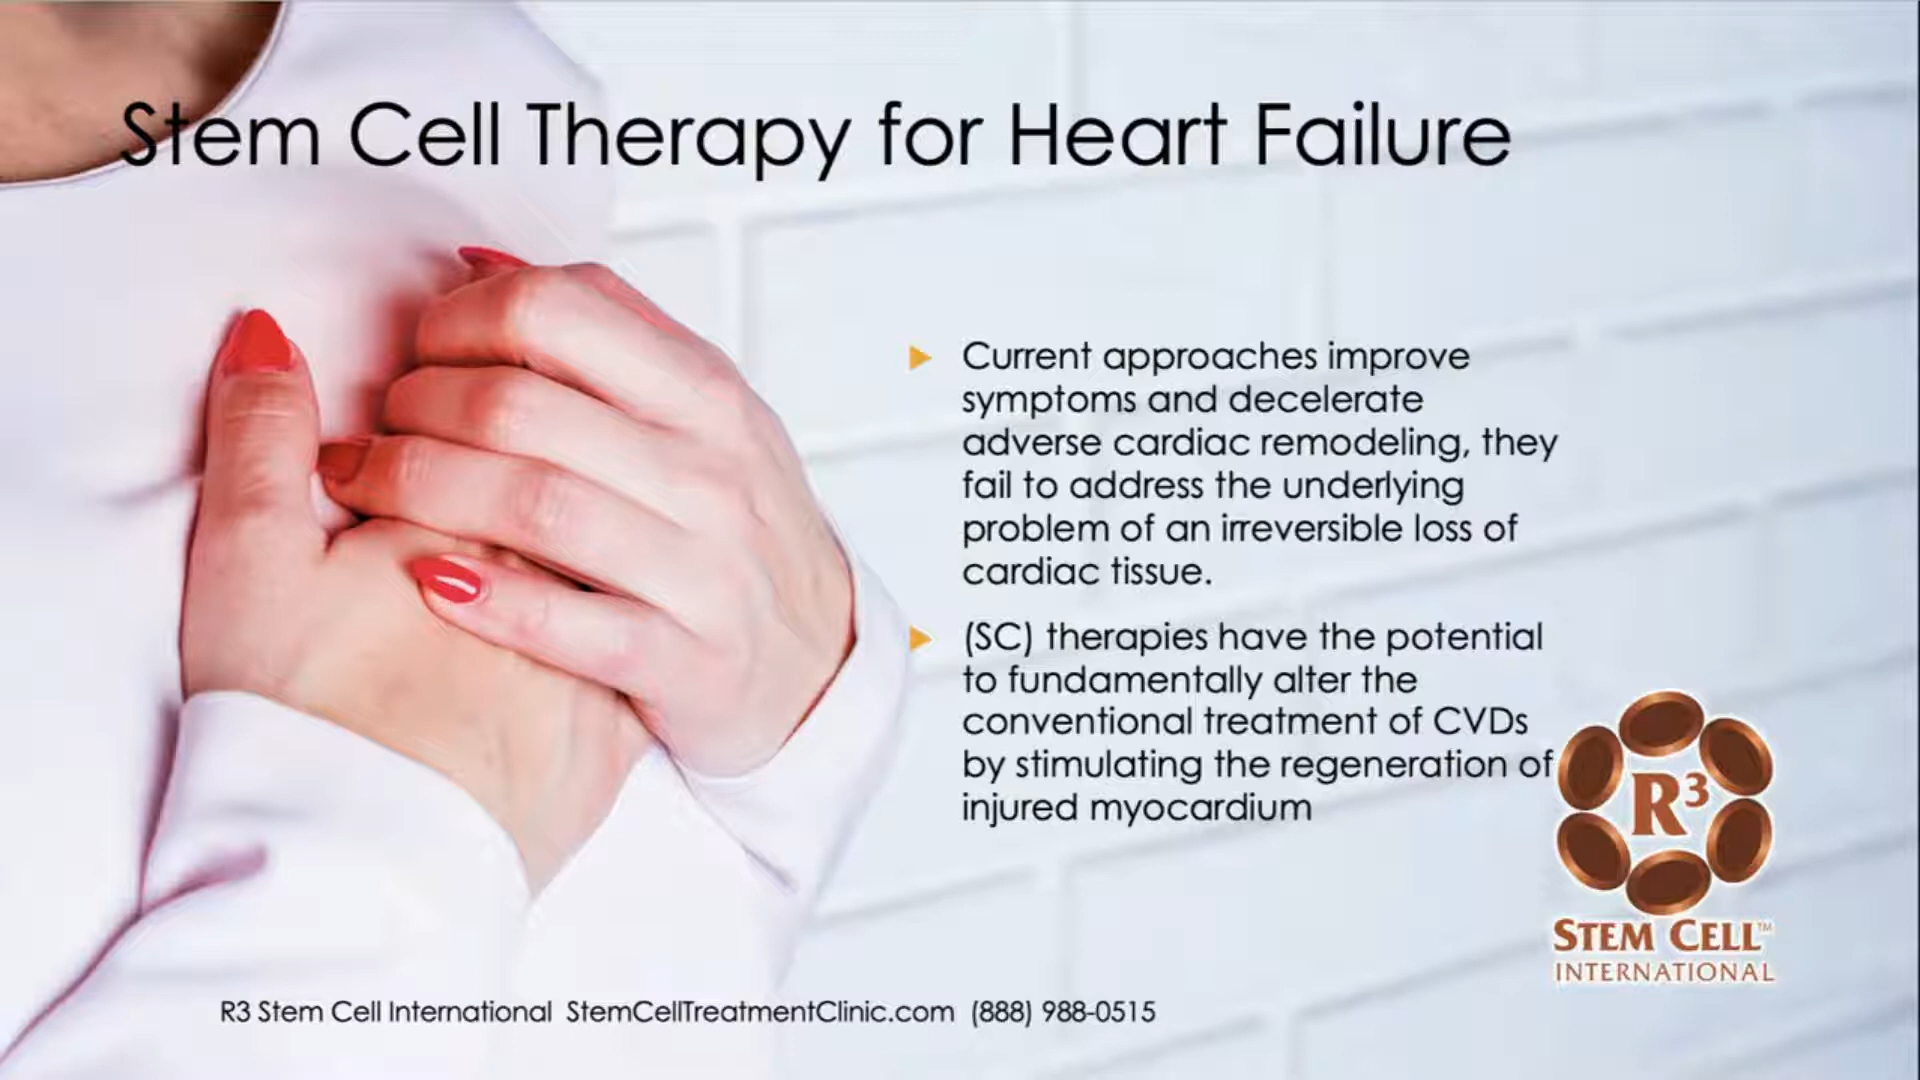 Stem Cell Therapy for Heart Failure
Current approaches improve
symptoms and decelerate
adverse cardiac remodeling, they
fail to address the underlying
problem of an irreversible loss of
cardiac tissue.
(SC) therapies have the potential
to fundamentally alter the
conventional treatment of CVDs
by stimulating the regeneration of
injured myocardium
R³
STEM CELL™
INTERNATIONAL
R3 Stem Cell International StemCellTreatmentClinic.com (888) 988-0515